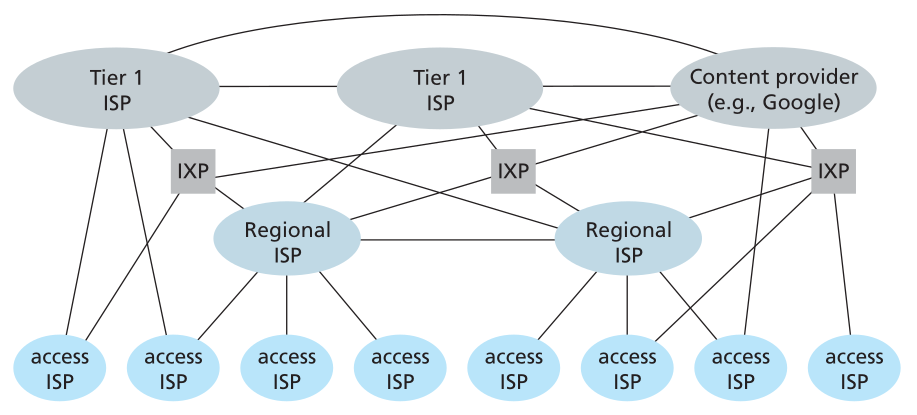 Tier 1
ISP
Tier 1
ISP
Content provider
(e.g., Google)
IXP
IXP
IXP
Regional
ISP
Regional
ISP
access
ISP
access
ISP
access
ISP
access
ISP
access
ISP
access
ISP
access
ISP
access
ISP